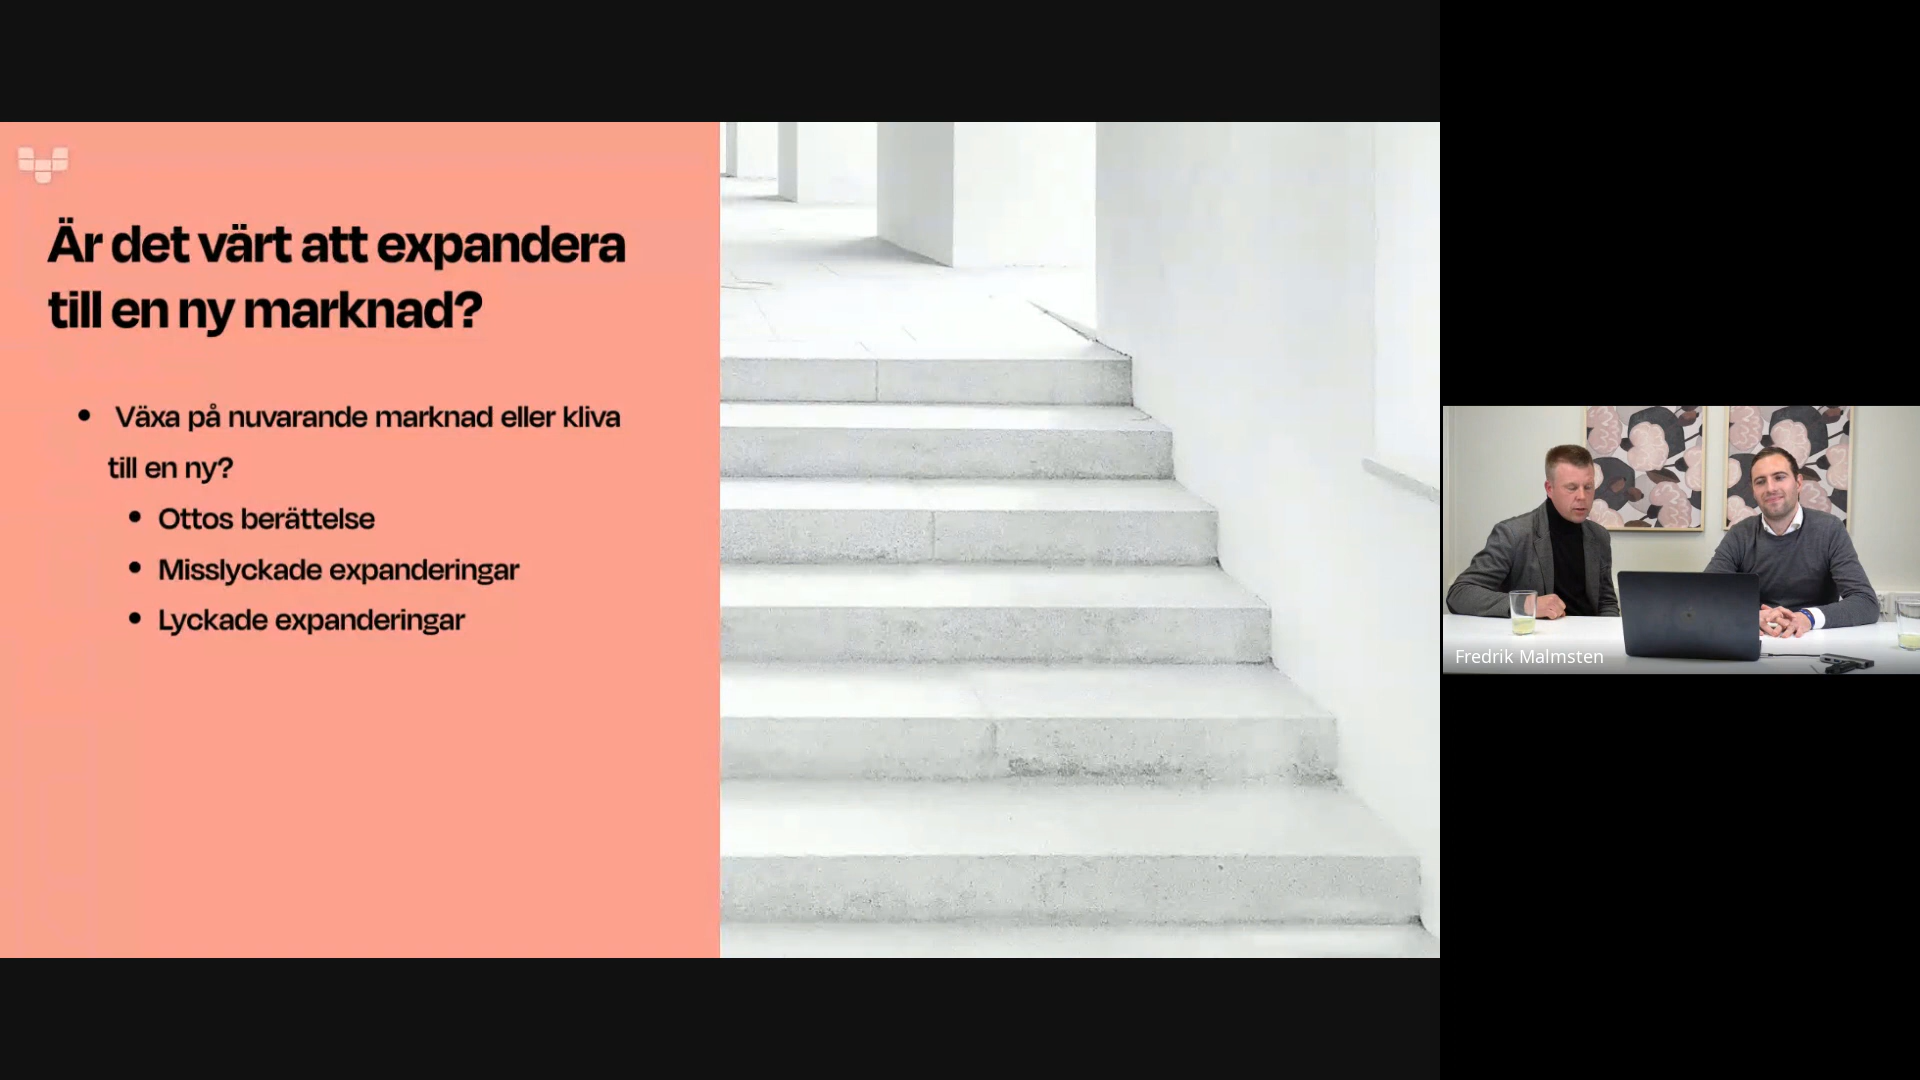 Är det värt att expandera
till en ny marknad?
• Växa på nuvarande marknad eller kliva
till en ny?
• Ottos berättelse
• Misslyckade expanderingar
• Lyckade expanderingar
Fredrik Malmsten